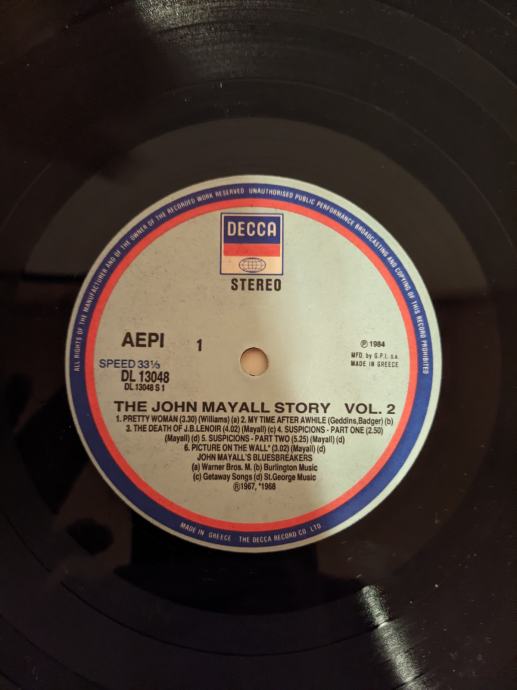 ALL RIGHTS OF THE MANUFACTURER AND OF THE OWNER OF THE RECORDED WORK RESERVED UNAUTHORISED PUBLIC PERFORMANCE BROADCASTING AND COPYING OF THIS RECORD PROHIBITED
DECCA
STEREO
AEPI 1
℗ 1984
SPEED 33⅓
MFD. by G.P.I. S.A
DL 13048
MADE IN GREECE
DL 13048 S 1
THE JOHN MAYALL STORY VOL. 2
1. PRETTY WOMAN (3.30) (Williams) (a) 2. MY TIME AFTER AWHILE (Geddins,Badger) (b)
3. THE DEATH OF J.B.LENOIR (4.02) (Mayall) (c) 4. SUSPICIONS - PART ONE (2.50)
(Mayall) (d) 5. SUSPICIONS - PART TWO (5.25) (Mayall) (d)
6. PICTURE ON THE WALL* (3.02) (Mayall) (d)
JOHN MAYALL'S BLUESBREAKERS
(a) Warner Bros. M. (b) Burlington Music
(c) Getaway Songs (d) St.George Music
℗1967, *1968
MADE IN GREECE · THE DECCA RECORD CO LTD.